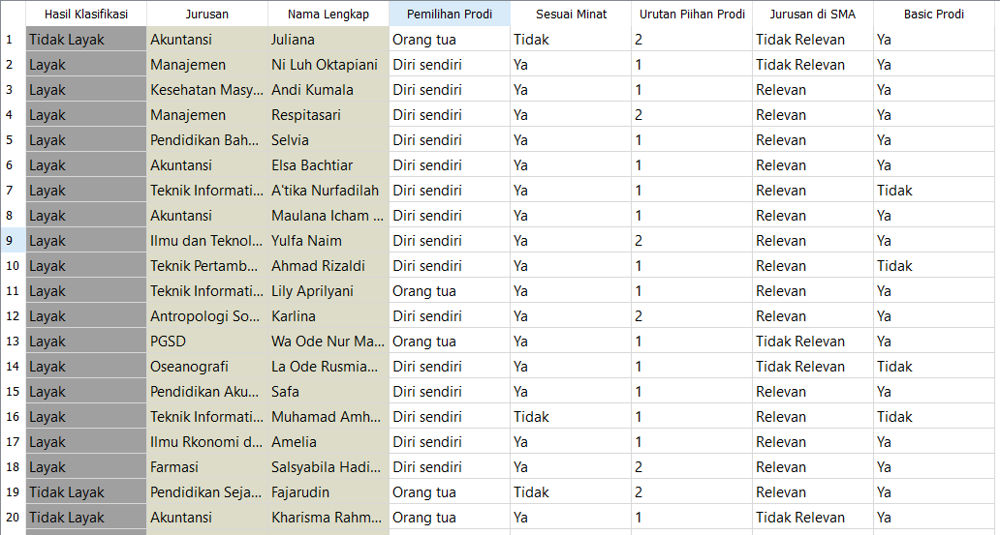 Hasil Klasifikasi Jurusan Nama Lengkap Pemilihan Prodi Sesuai Minat Urutan Piihan Prodi Jurusan di SMA Basic Prodi
1 Tidak Layak Akuntansi Juliana Orang tua Tidak 2 Tidak Relevan Ya
2 Layak Manajemen Ni Luh Oktapiani Diri sendiri Ya 1 Tidak Relevan Ya
3 Layak Kesehatan Masy... Andi Kumala Diri sendiri Ya 1 Relevan Ya
4 Layak Manajemen Respitasari Diri sendiri Ya 2 Relevan Ya
5 Layak Pendidikan Bah... Selvia Diri sendiri Ya 1 Relevan Ya
6 Layak Akuntansi Elsa Bachtiar Diri sendiri Ya 1 Relevan Ya
7 Layak Teknik Informati... A'tika Nurfadilah Diri sendiri Ya 1 Relevan Tidak
8 Layak Akuntansi Maulana Icham ... Diri sendiri Ya 1 Relevan Ya
9 Layak Ilmu dan Teknol... Yulfa Naim Diri sendiri Ya 2 Relevan Ya
10 Layak Teknik Pertamb... Ahmad Rizaldi Diri sendiri Ya 1 Relevan Tidak
11 Layak Teknik Informati... Lily Aprilyani Orang tua Ya 1 Relevan Ya
12 Layak Antropologi So... Karlina Diri sendiri Ya 2 Relevan Ya
13 Layak PGSD Wa Ode Nur Ma... Orang tua Ya 1 Tidak Relevan Ya
14 Layak Oseanografi La Ode Rusmia... Diri sendiri Ya 1 Tidak Relevan Tidak
15 Layak Pendidikan Aku... Safa Diri sendiri Ya 1 Relevan Ya
16 Layak Teknik Informati... Muhamad Amh... Diri sendiri Tidak 1 Relevan Tidak
17 Layak Ilmu Rkonomi d... Amelia Diri sendiri Ya 1 Relevan Ya
18 Layak Farmasi Salsyabila Hadi... Diri sendiri Ya 2 Relevan Ya
19 Tidak Layak Pendidikan Seja... Fajarudin Orang tua Tidak 2 Relevan Ya
20 Tidak Layak Akuntansi Kharisma Rahm... Orang tua Ya 1 Tidak Relevan Ya